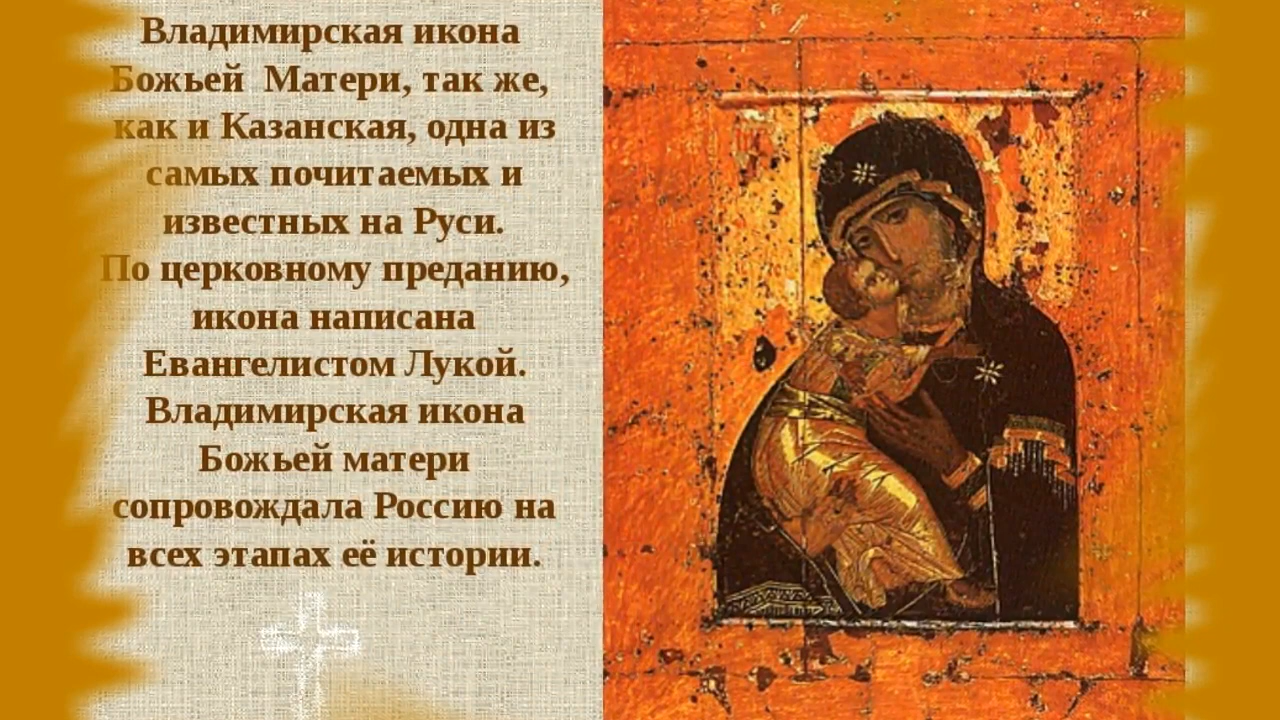 Владимирская икона
Божьей Матери, так же,
как и Казанская, одна из
самых почитаемых и
известных на Руси.
По церковному преданию,
икона написана
Евангелистом Лукой.
Владимирская икона
Божьей матери
сопровождала Россию на
всех этапах её истории.